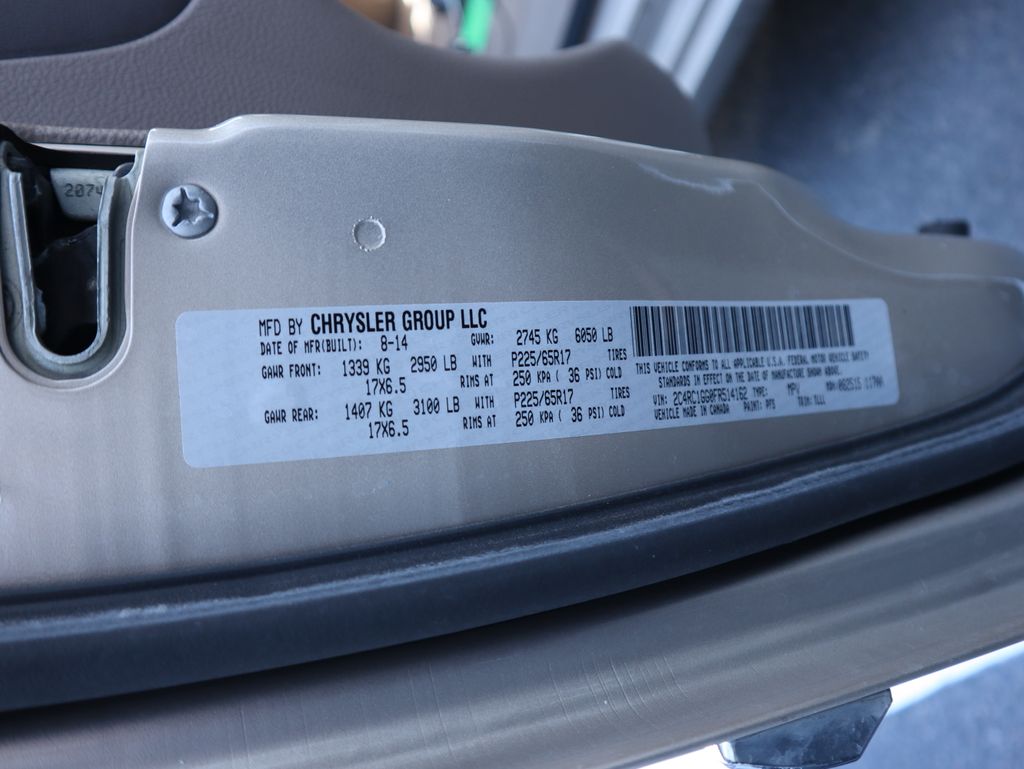 2074
MFD BY CHRYSLER GROUP LLC
DATE OF MFR(BUILT): 8-14 GVWR: 2745 KG 6050 LB
GAWR FRONT: 1339 KG 2950 LB WITH P225/65R17 TIRES
17X6.5 RIMS AT 250 KPA ( 36 PSI) COLD
GAWR REAR: 1407 KG 3100 LB WITH P225/65R17 TIRES
17X6.5 RIMS AT 250 KPA ( 36 PSI) COLD
THIS VEHICLE CONFORMS TO ALL APPLICABLE U.S.A. FEDERAL MOTOR VEHICLE SAFETY
STANDARDS IN EFFECT ON THE DATE OF MANUFACTURE SHOWN ABOVE.
VIN: 2C4RC1GG0FR514162 TYPE: MPV
VEHICLE MADE IN CANADA PAINT: PFS